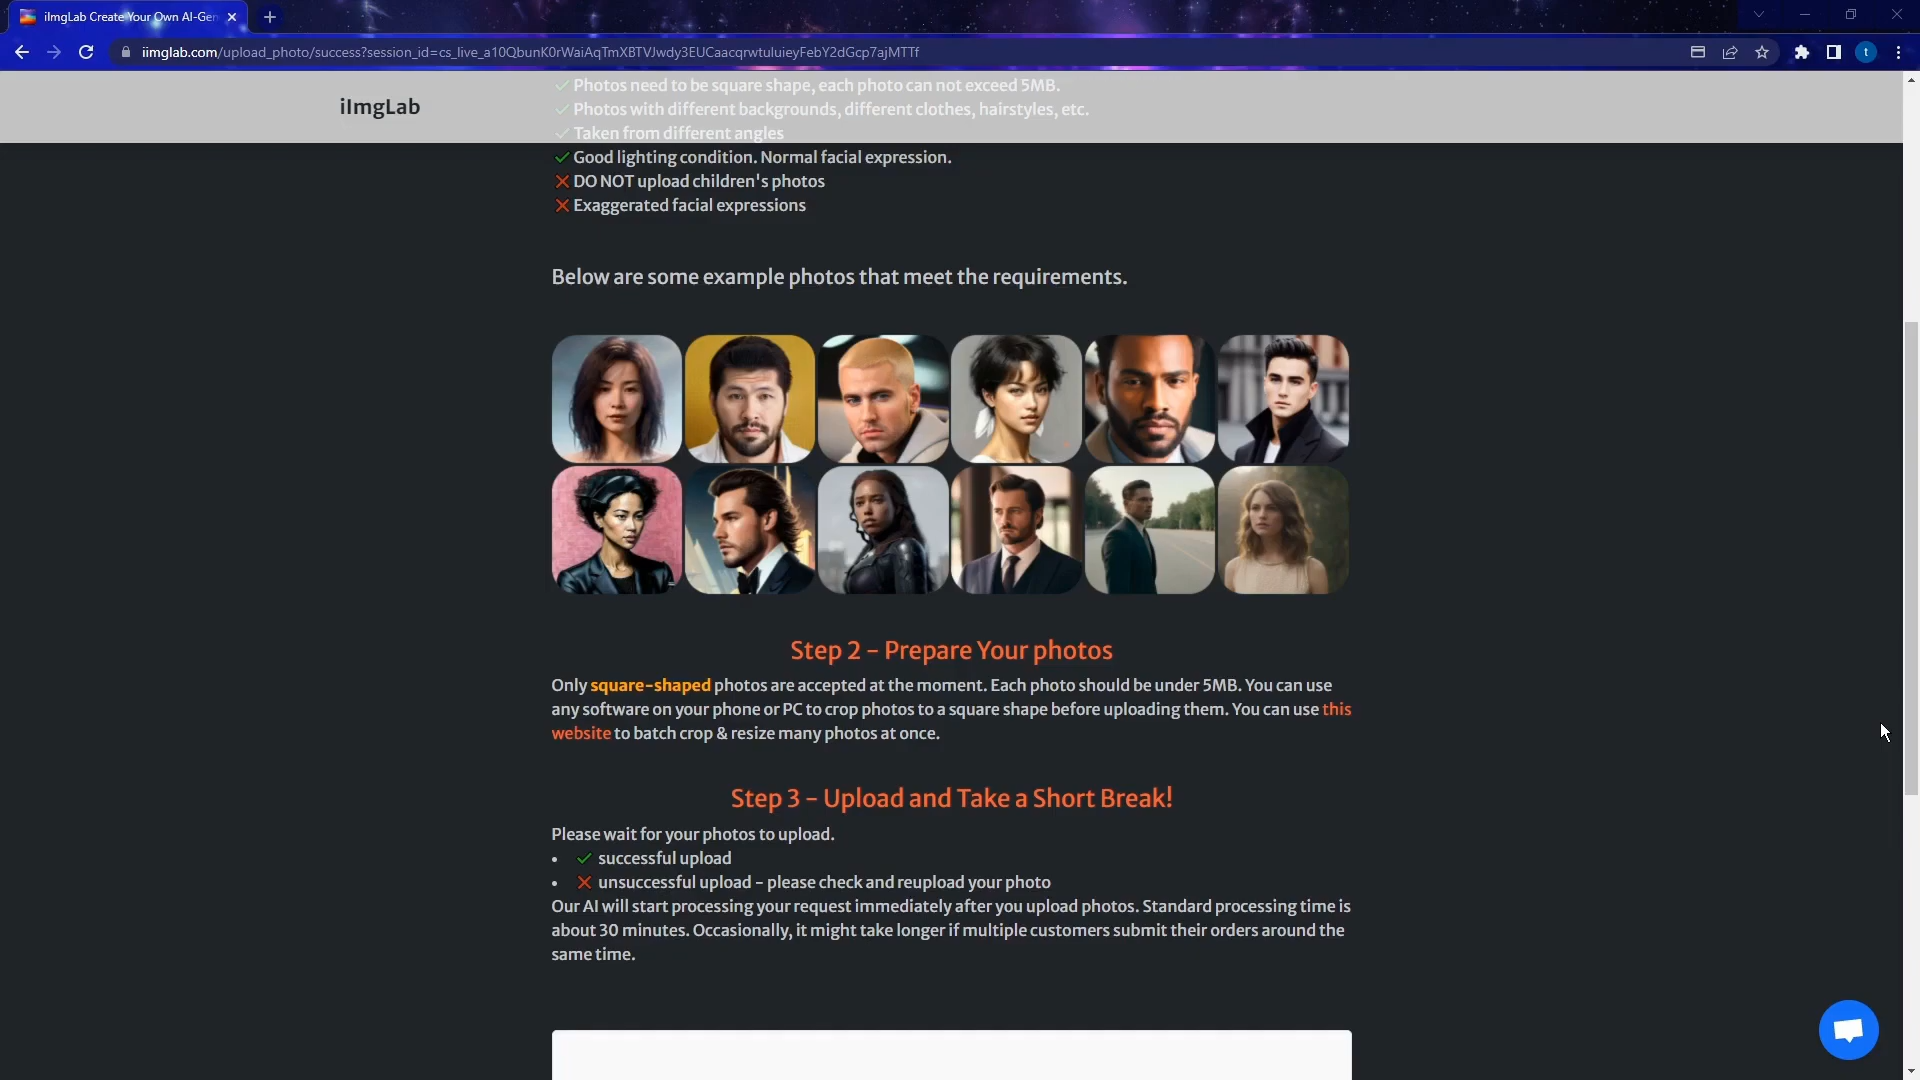 iImgLab Create Your Own AI-Gen
iimglab.com/upload_photo/success?session_id=cs_live_a10QbunK0rWaiAqTmXBTVJwdy3EUCaacqrwtuluieyFebY2dGcp7ajMTTf
t
iImgLab
Photos need to be square shape, each photo can not exceed 5MB.
Photos with different backgrounds, different clothes, hairstyles, etc.
Taken from different angles
Good lighting condition. Normal facial expression.
DO NOT upload children's photos
Exaggerated facial expressions
Below are some example photos that meet the requirements.
Step 2 - Prepare Your photos
Only square-shaped photos are accepted at the moment. Each photo should be under 5MB. You can use
any software on your phone or PC to crop photos to a square shape before uploading them. You can use this
website to batch crop & resize many photos at once.
Step 3 - Upload and Take a Short Break!
Please wait for your photos to upload.
• successful upload
• unsuccessful upload - please check and reupload your photo
Our AI will start processing your request immediately after you upload photos. Standard processing time is
about 30 minutes. Occasionally, it might take longer if multiple customers submit their orders around the
same time.